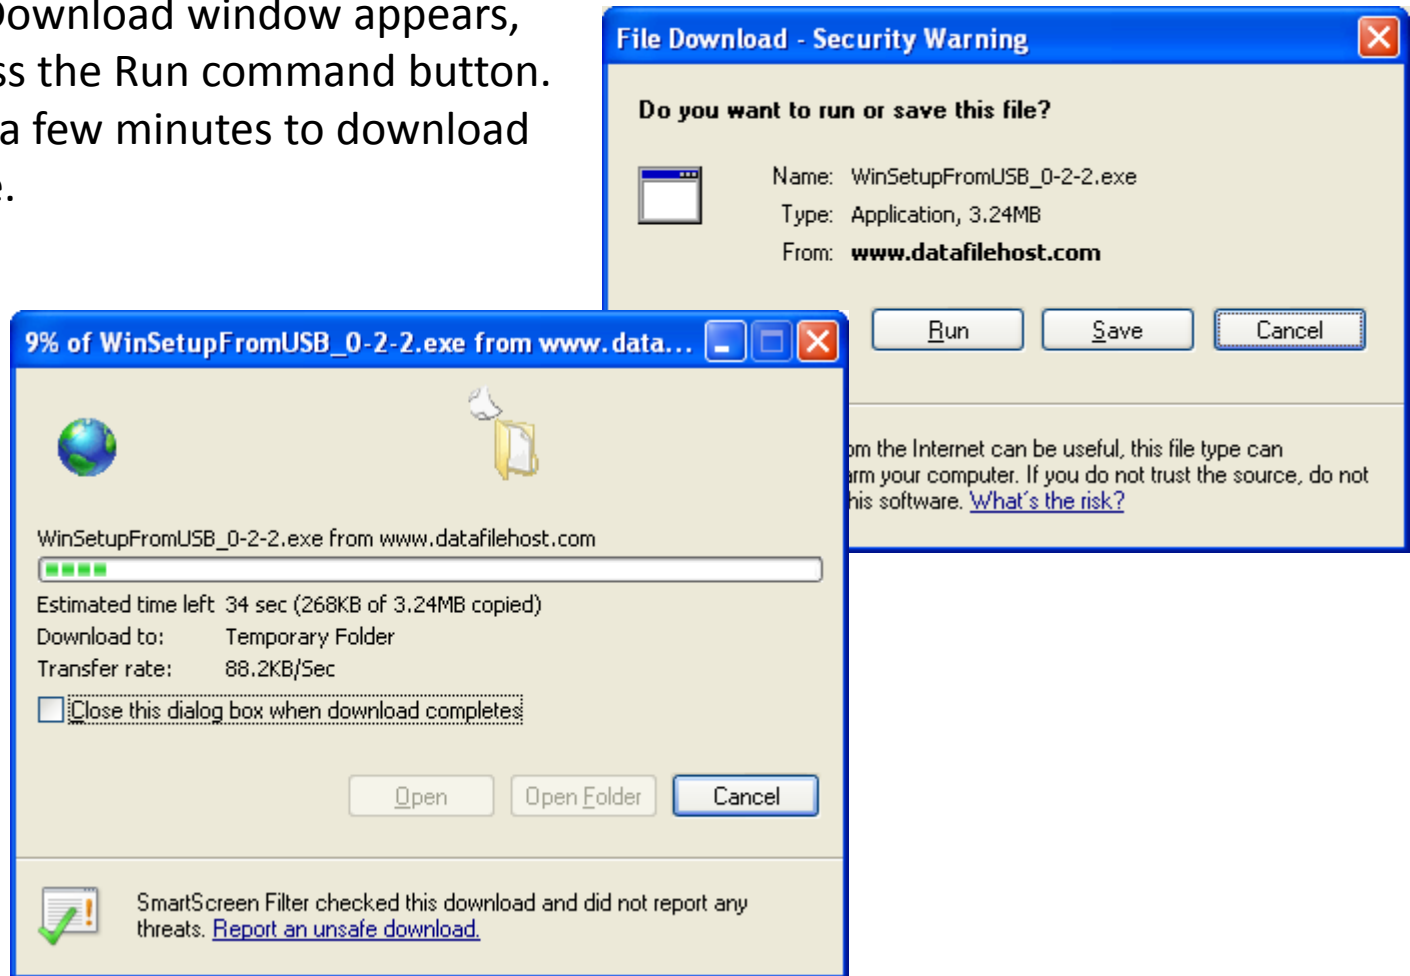 Download window appears,
ss the Run command button.
a few minutes to download
e.
File Download - Security Warning
Do you want to run or save this file?
Name: WinSetupFromUSB_0-2-2.exe
Type: Application, 3.24MB
From: www.datafilehost.com
Run Save Cancel
om the Internet can be useful, this file type can
arm your computer. If you do not trust the source, do not
his software. What's the risk?
9% of WinSetupFromUSB_0-2-2.exe from www.data...
WinSetupFromUSB_0-2-2.exe from www.datafilehost.com
Estimated time left 34 sec (268KB of 3.24MB copied)
Download to: Temporary Folder
Transfer rate: 88.2KB/Sec
Close this dialog box when download completes
Open Open Folder Cancel
SmartScreen Filter checked this download and did not report any
threats. Report an unsafe download.